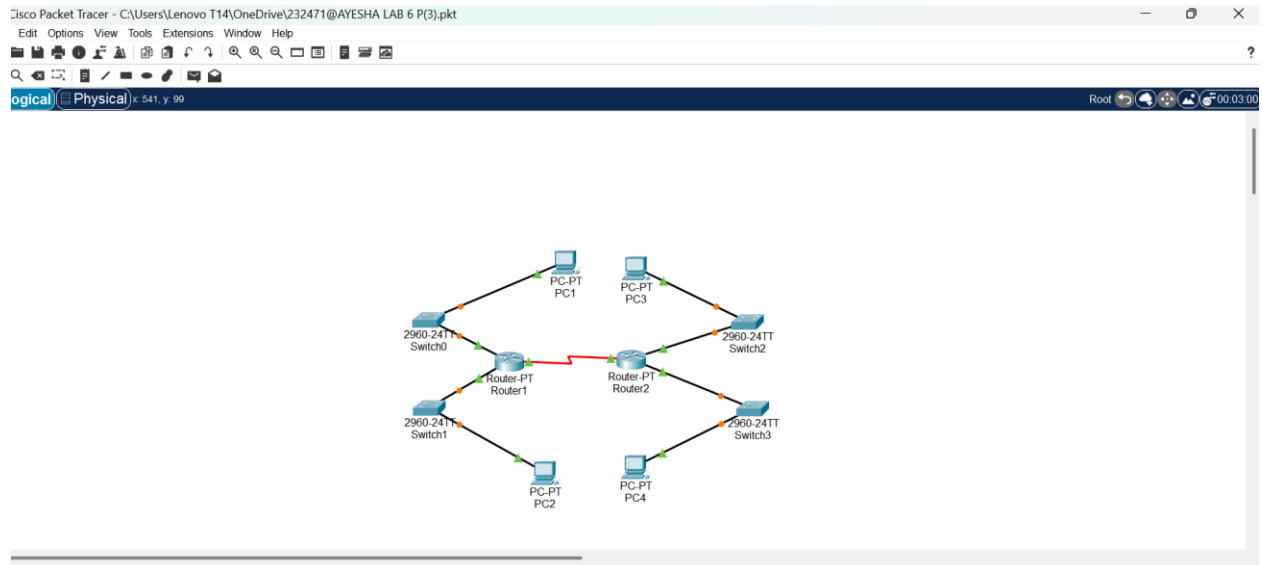 Cisco Packet Tracer - C:\Users\Lenovo T14\OneDrive\232471@AYESHA LAB 6 P(3).pkt
Edit Options View Tools Extensions Window Help
?
ogical Physical x: 541, y: 99 Root 00:03:00
PC-PT
PC1
PC-PT
PC3
2960-24TT
Switch0
2960-24TT
Switch2
Router-PT
Router1
Router-PT
Router2
2960-24TT
Switch1
2960-24TT
Switch3
PC-PT
PC2
PC-PT
PC4